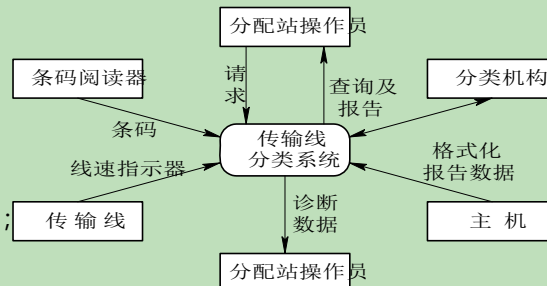 分配站操作员
条码阅读器
请
求
查询及
报告
分类机构
条码
传输线
分类系统
格式化
报告数据
线速指示器
;
传输线
诊断
数据
主机
分配站操作员